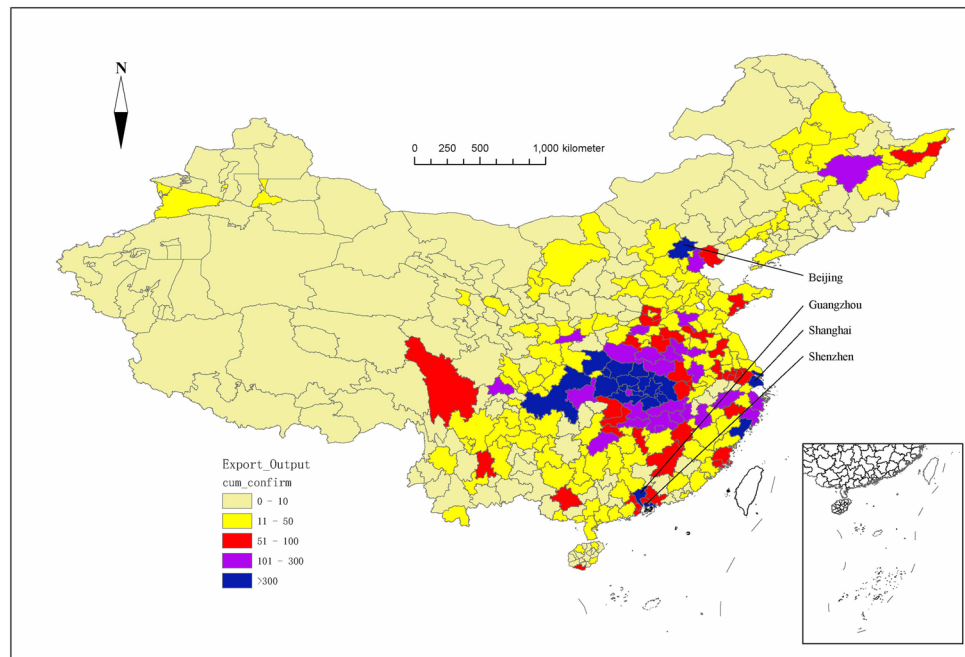 N
0 250 500 1,000 kilometer
Beijing
Guangzhou
Shanghai
Shenzhen
Export_Output
cum_confirm
0 - 10
11 - 50
51 - 100
101 - 300
>300